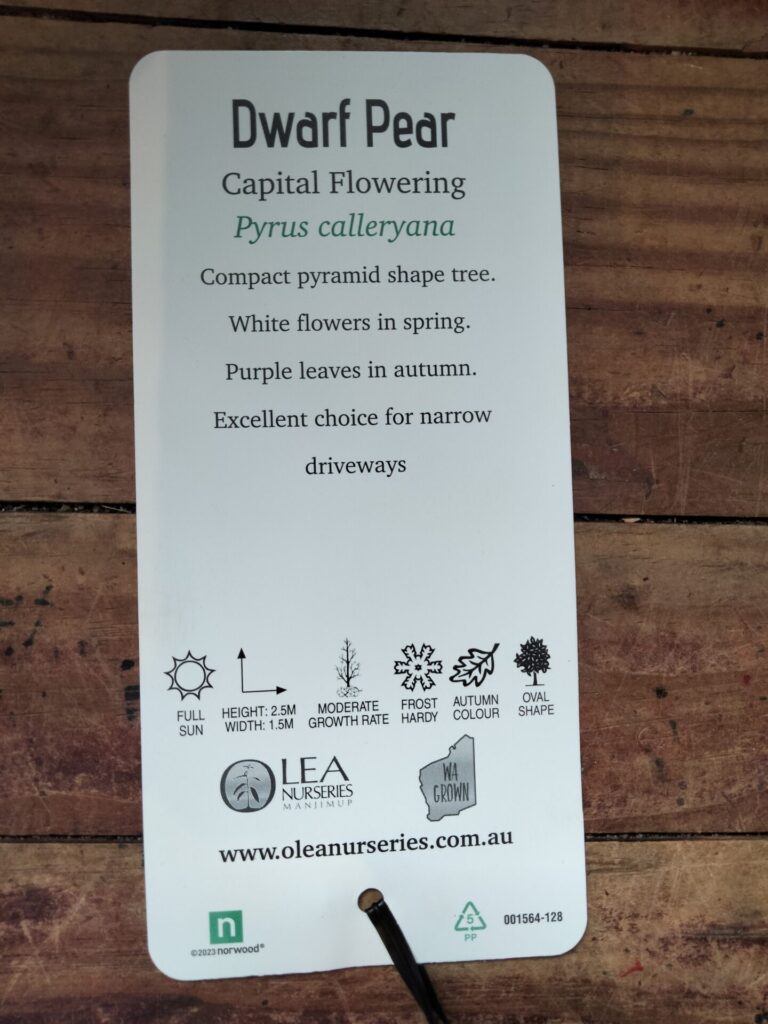 Dwarf Pear
Capital Flowering
Pyrus calleryana
Compact pyramid shape tree.
White flowers in spring.
Purple leaves in autumn.
Excellent choice for narrow
driveways
FULL
SUN
HEIGHT: 2.5M
WIDTH: 1.5M
MODERATE
GROWTH RATE
FROST
HARDY
AUTUMN
COLOUR
OVAL
SHAPE
OLEA
NURSERIES
MANJIMUP
WA
GROWN
www.oleanurseries.com.au
n
©2023 norwood®
5
PP
001564-128